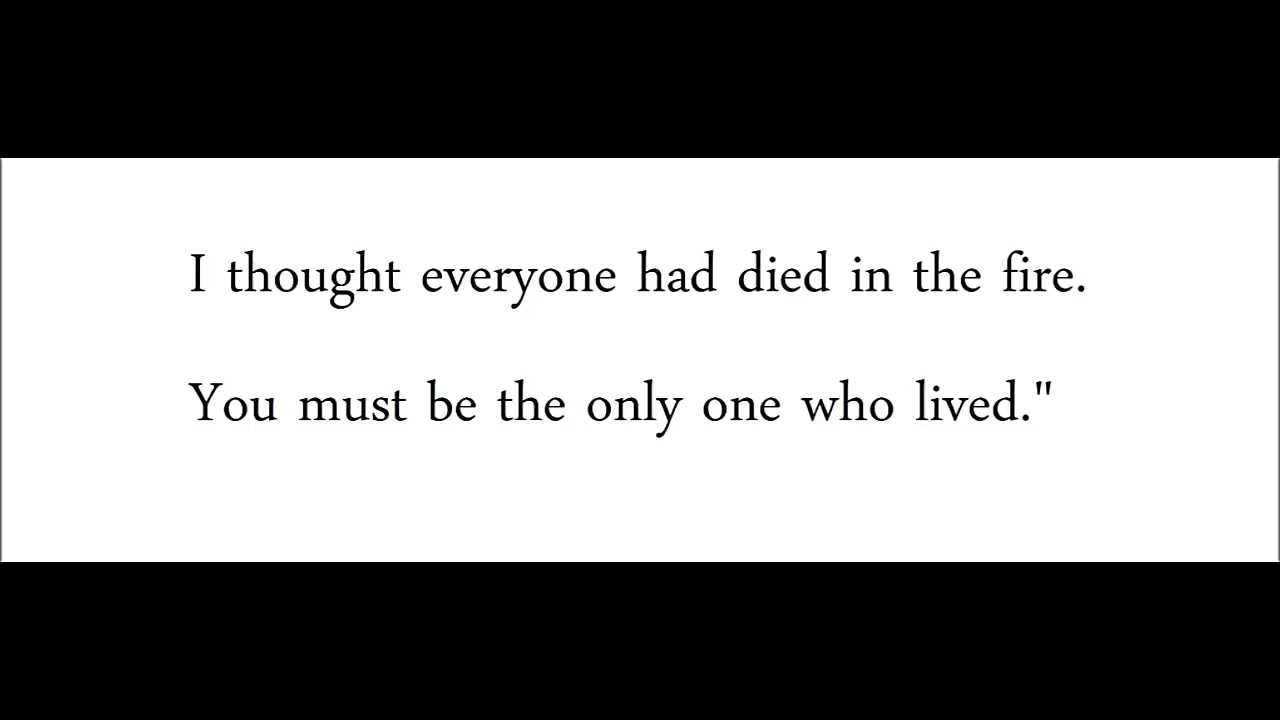 I thought everyone had died in the fire.
You must be the only one who lived."